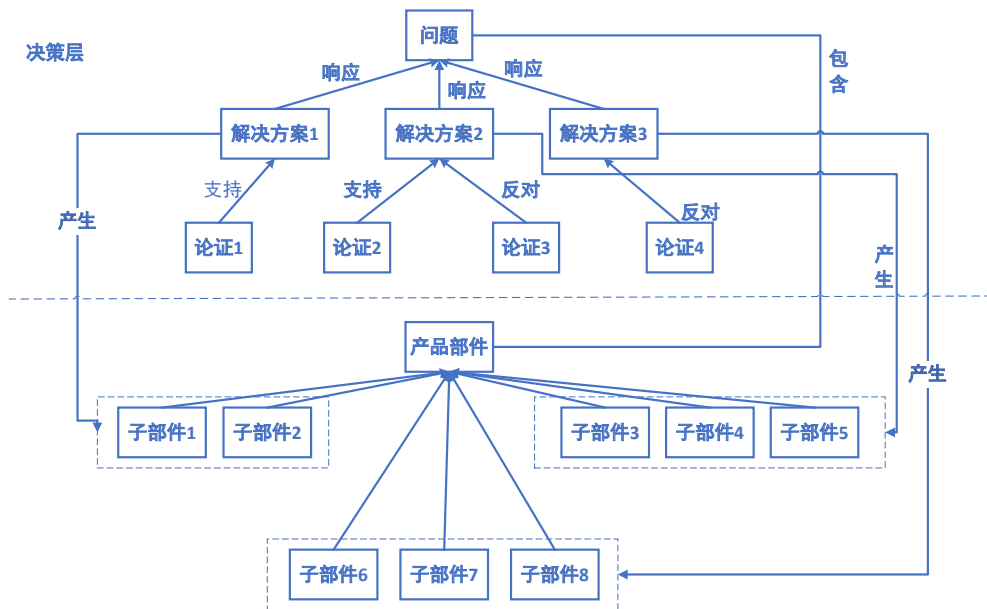 决策层
问题
包含
响应
响应
响应
解决方案1
解决方案2
解决方案3
支持
支持
反对
反对
产生
论证1
论证2
论证3
论证4
产生
产品部件
产生
子部件1
子部件2
子部件3
子部件4
子部件5
子部件6
子部件7
子部件8